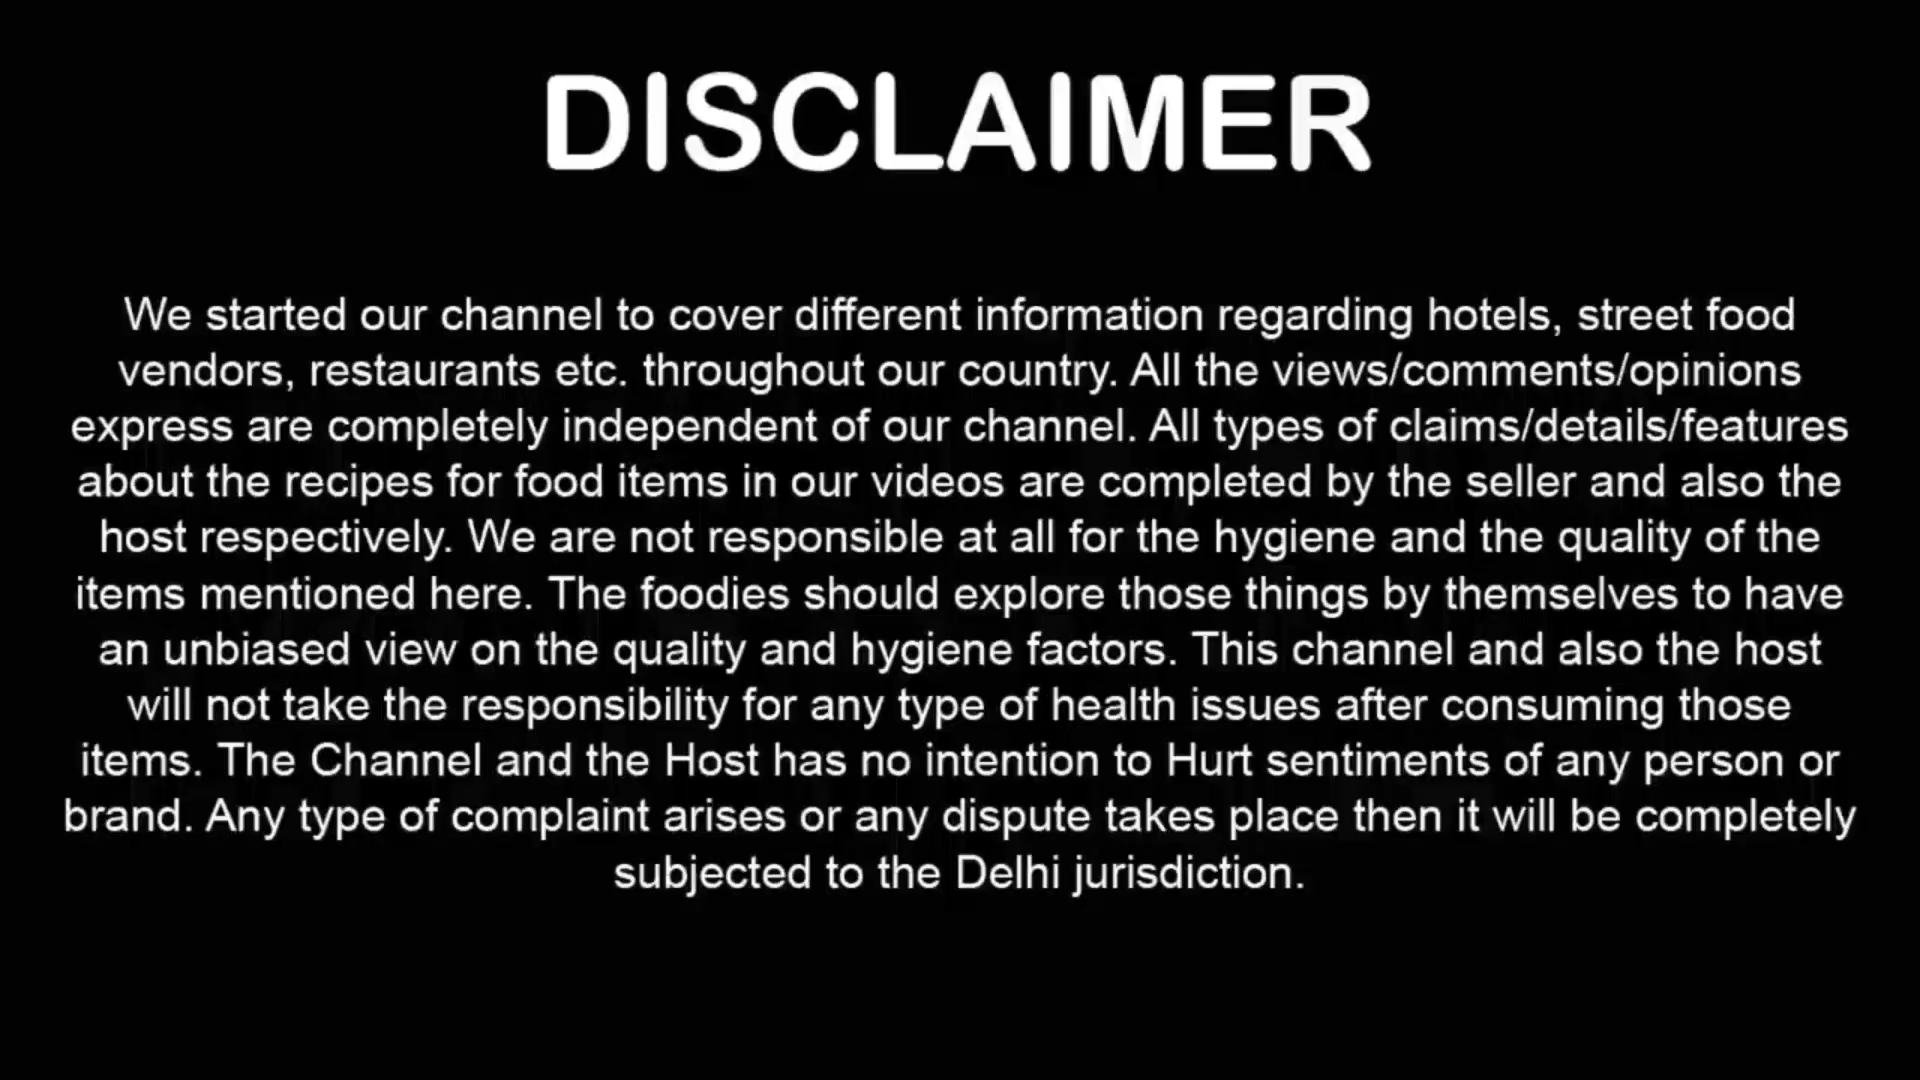 DISCLAIMER
We started our channel to cover different information regarding hotels, street food
vendors, restaurants etc. throughout our country. All the views/comments/opinions
express are completely independent of our channel. All types of claims/details/features
about the recipes for food items in our videos are completed by the seller and also the
host respectively. We are not responsible at all for the hygiene and the quality of the
items mentioned here. The foodies should explore those things by themselves to have
an unbiased view on the quality and hygiene factors. This channel and also the host
will not take the responsibility for any type of health issues after consuming those
items. The Channel and the Host has no intention to Hurt sentiments of any person or
brand. Any type of complaint arises or any dispute takes place then it will be completely
subjected to the Delhi jurisdiction.